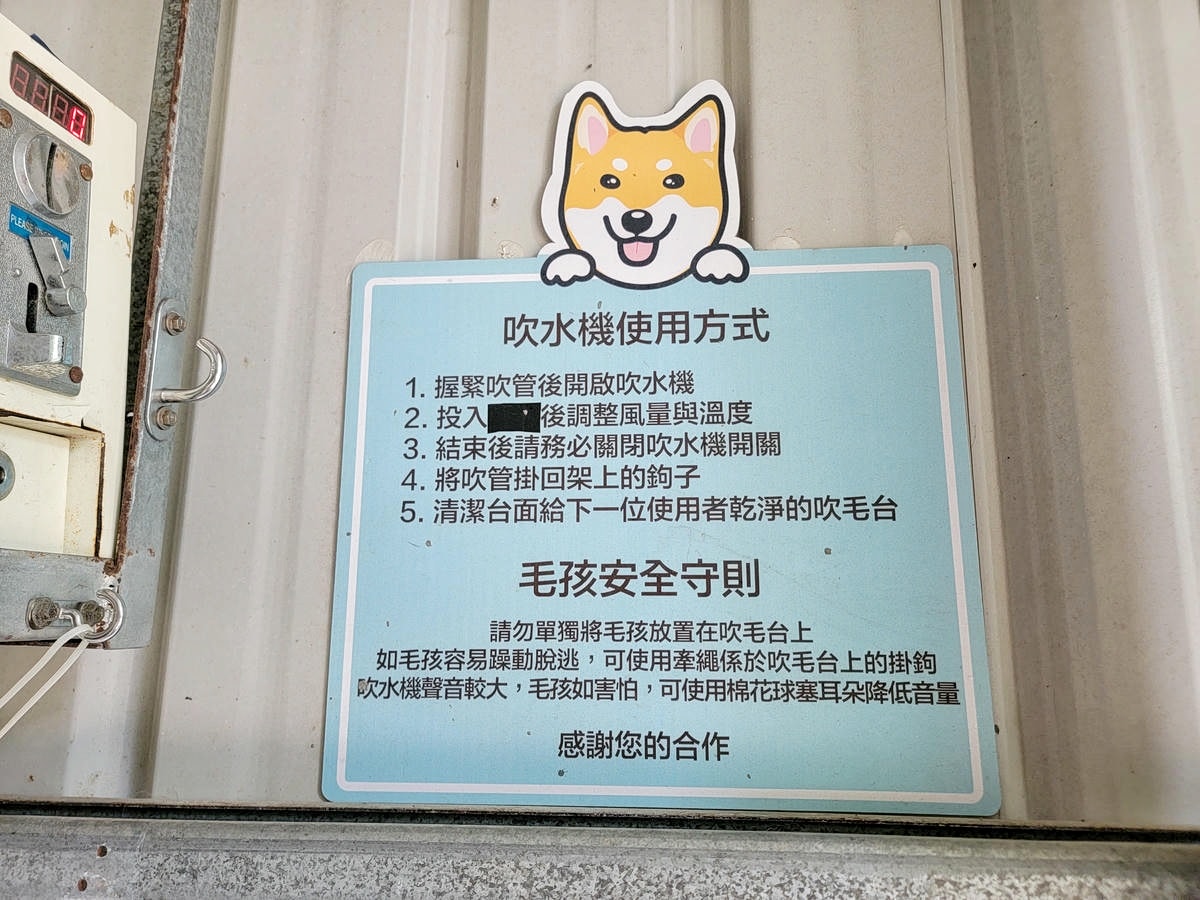 PLEASE
吹水機使用方式
1. 握緊吹管後開啟吹水機
2. 投入 後調整風量與溫度
3. 結束後請務必關閉吹水機開關
4. 將吹管掛回架上的鉤子
5. 清潔台面給下一位使用者乾淨的吹毛台
毛孩安全守則
請勿單獨將毛孩放置在吹毛台上
如毛孩容易躁動脫逃，可使用牽繩係於吹毛台上的掛鉤
吹水機聲音較大，毛孩如害怕，可使用棉花球塞耳朵降低音量
感謝您的合作